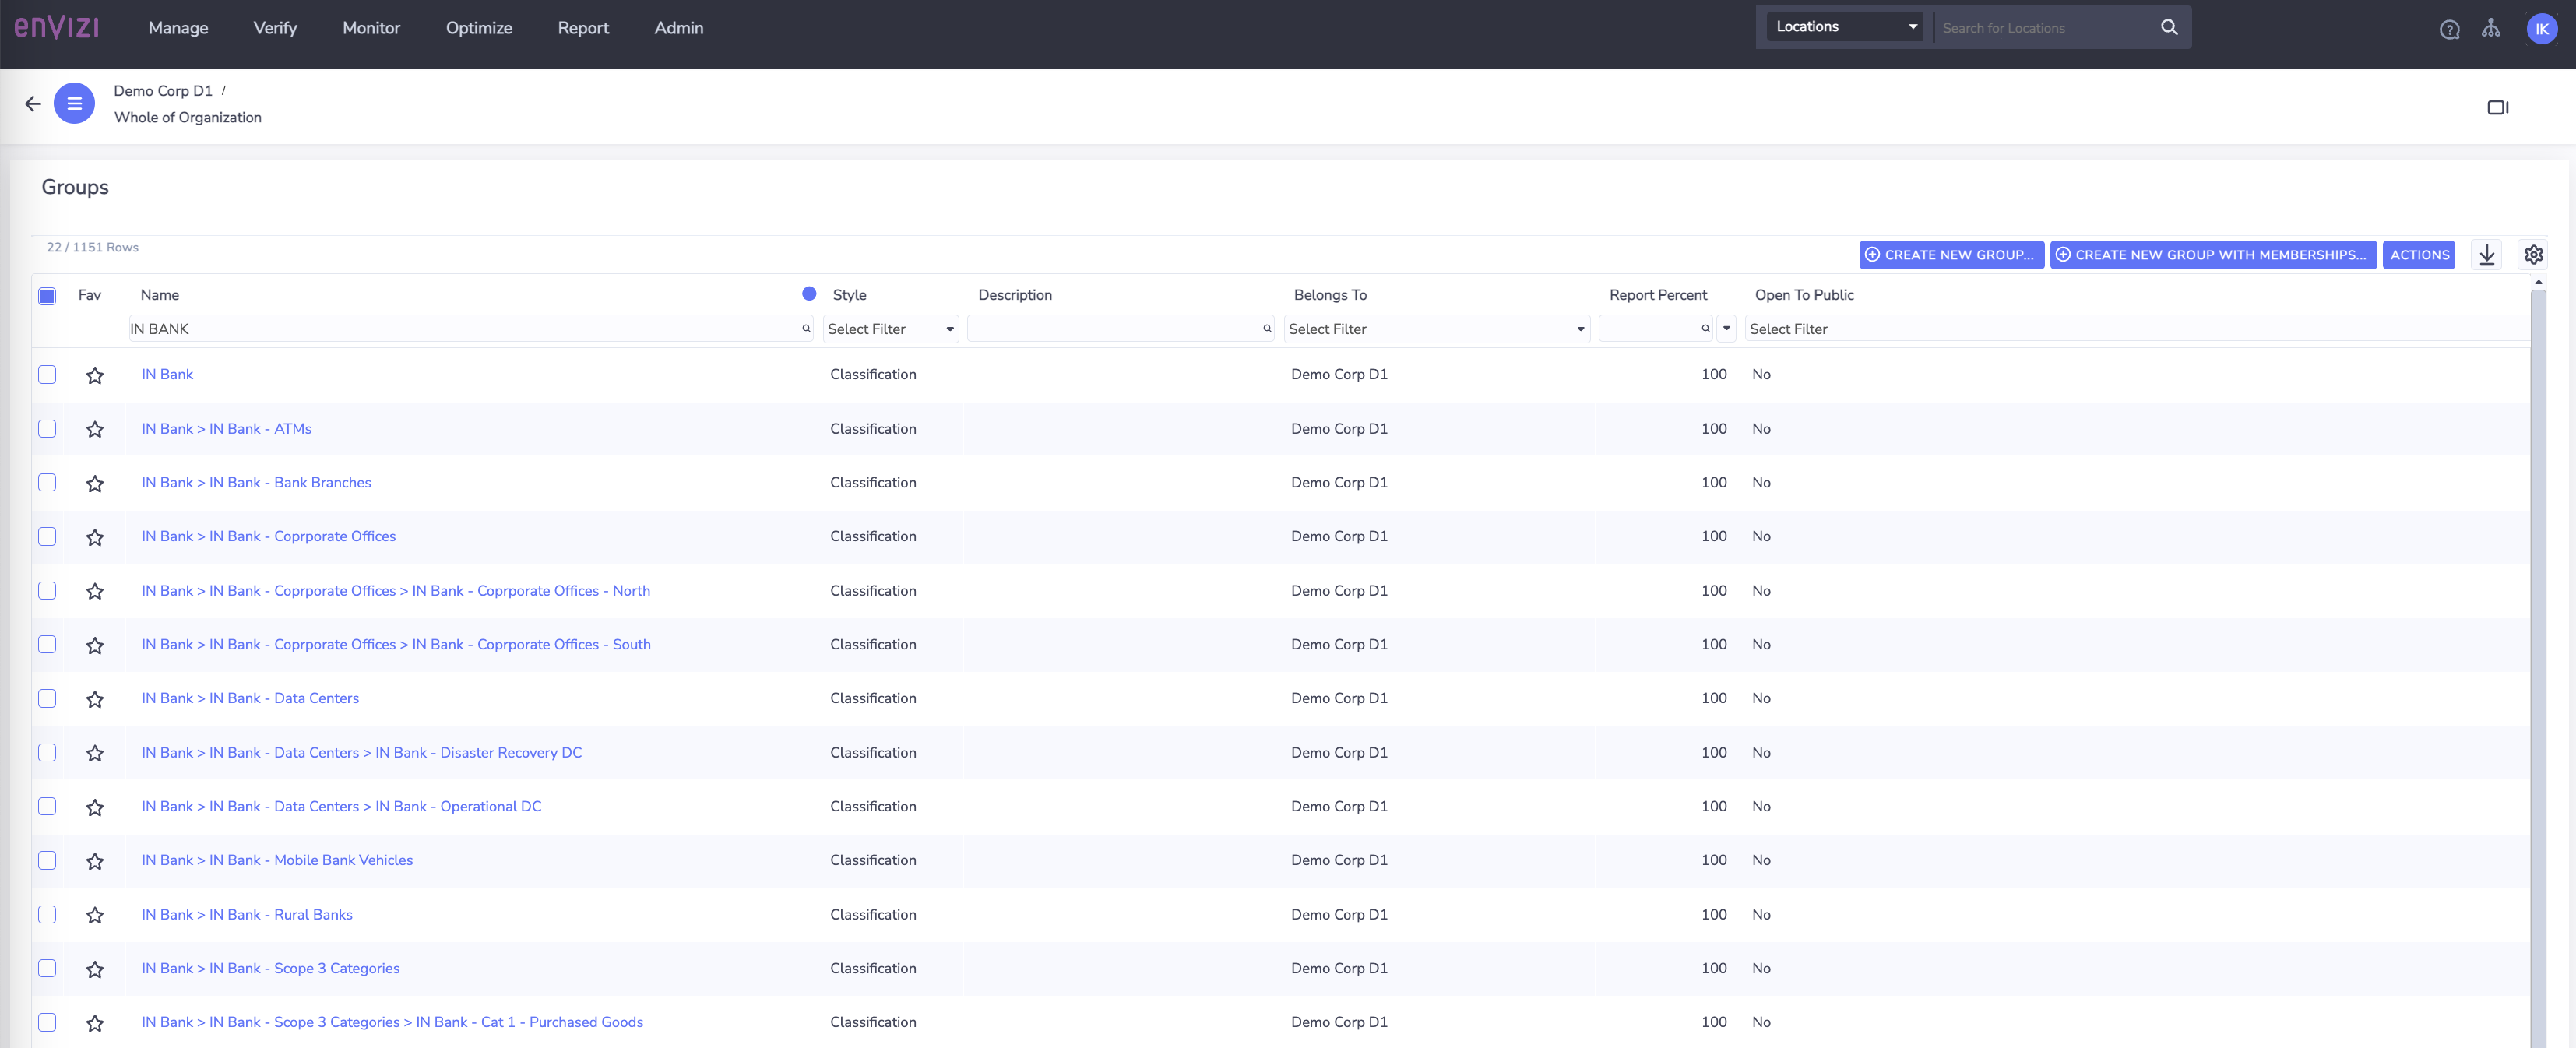 enVizi Manage Verify Monitor Optimize Report Admin Locations Search for Locations IK
Demo Corp D1 /
Whole of Organization
Groups
22 / 1151 Rows CREATE NEW GROUP... CREATE NEW GROUP WITH MEMBERSHIPS... ACTIONS
Fav Name Style Description Belongs To Report Percent Open To Public
IN BANK Select Filter Select Filter Select Filter
IN Bank Classification Demo Corp D1 100 No
IN Bank > IN Bank - ATMs Classification Demo Corp D1 100 No
IN Bank > IN Bank - Bank Branches Classification Demo Corp D1 100 No
IN Bank > IN Bank - Coprporate Offices Classification Demo Corp D1 100 No
IN Bank > IN Bank - Coprporate Offices > IN Bank - Coprporate Offices - North Classification Demo Corp D1 100 No
IN Bank > IN Bank - Coprporate Offices > IN Bank - Coprporate Offices - South Classification Demo Corp D1 100 No
IN Bank > IN Bank - Data Centers Classification Demo Corp D1 100 No
IN Bank > IN Bank - Data Centers > IN Bank - Disaster Recovery DC Classification Demo Corp D1 100 No
IN Bank > IN Bank - Data Centers > IN Bank - Operational DC Classification Demo Corp D1 100 No
IN Bank > IN Bank - Mobile Bank Vehicles Classification Demo Corp D1 100 No
IN Bank > IN Bank - Rural Banks Classification Demo Corp D1 100 No
IN Bank > IN Bank - Scope 3 Categories Classification Demo Corp D1 100 No
IN Bank > IN Bank - Scope 3 Categories > IN Bank - Cat 1 - Purchased Goods Classification Demo Corp D1 100 No